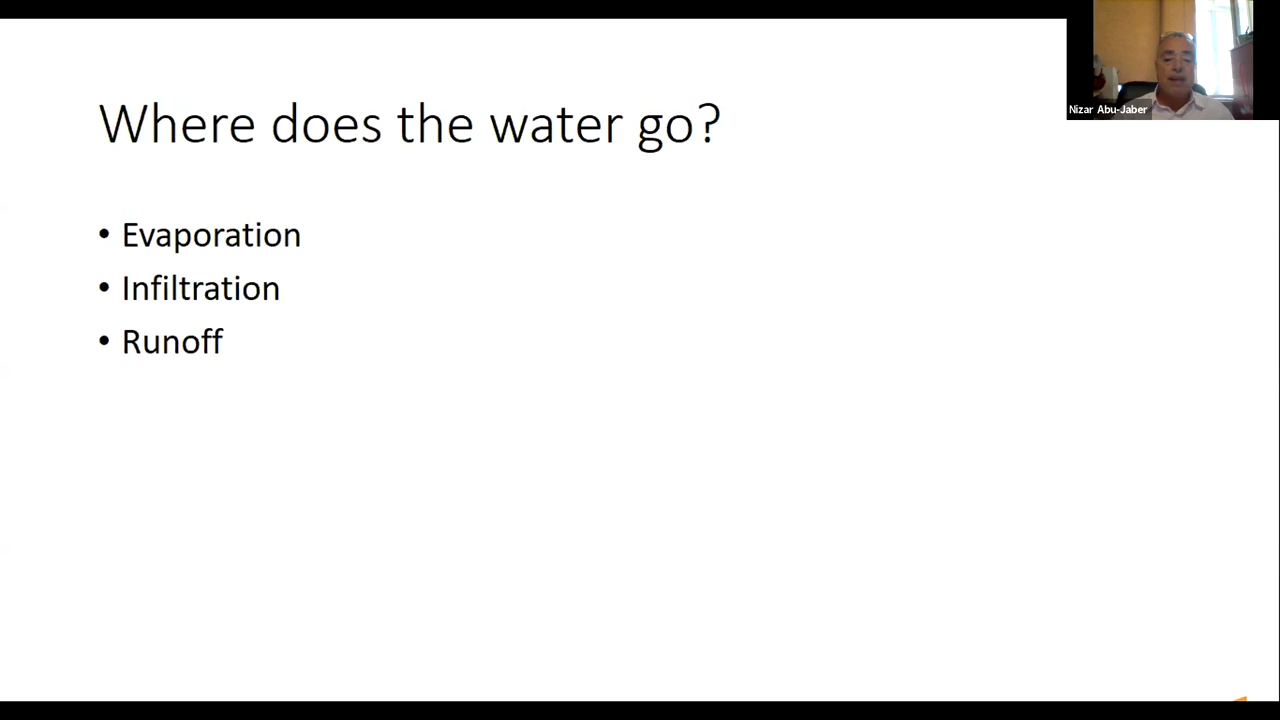 Where does the water go?
• Evaporation
• Infiltration
• Runoff
Nizar Abu-Jaber